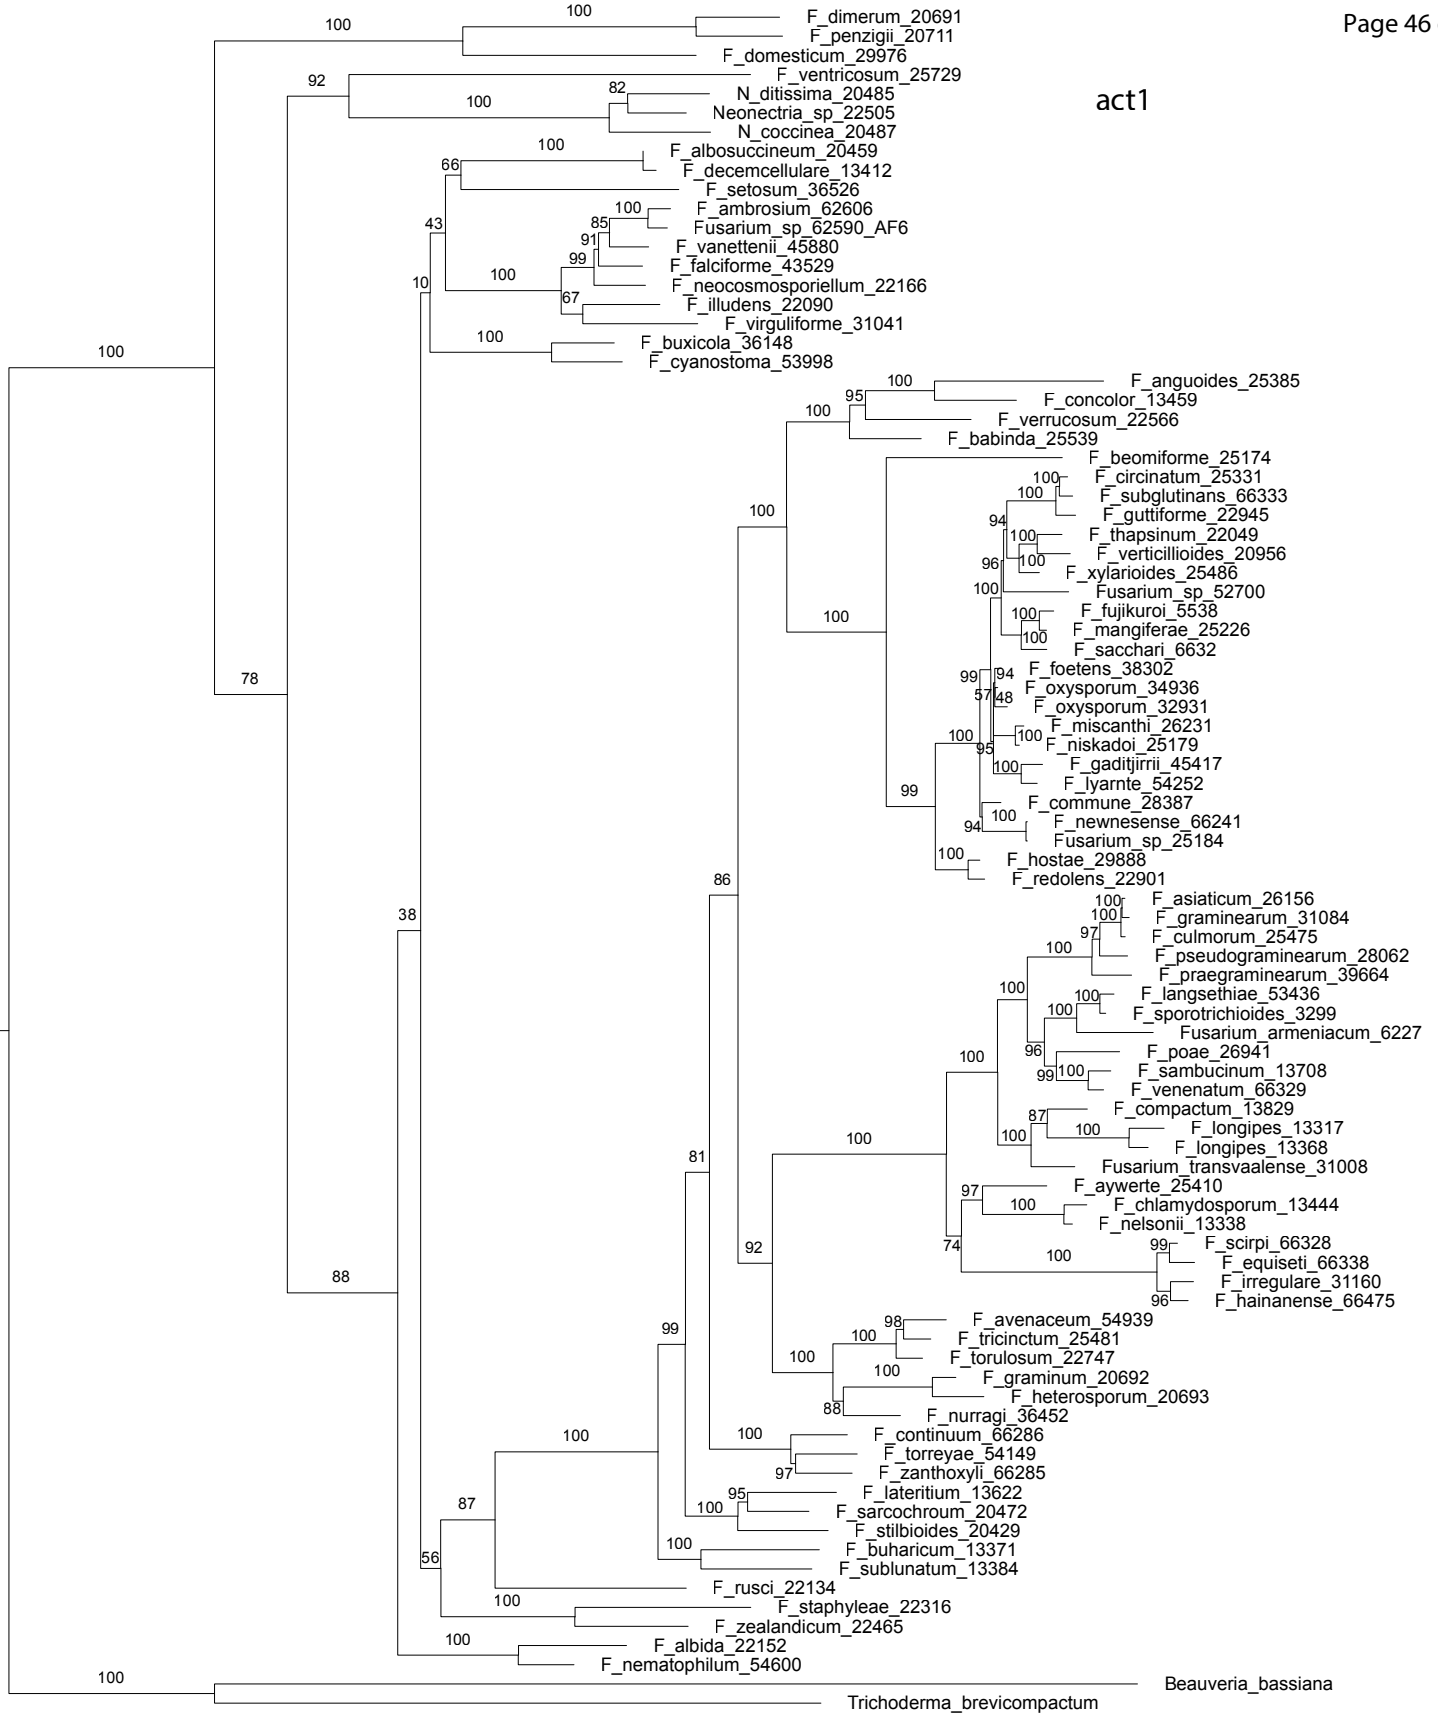 Page 46
act1
100
100
F_dimerum_20691
F_penzigii_20711
F_domesticum_29976
92
F_ventricosum_25729
82
100
N_ditissima_20485
Neonectria_sp_22505
N_coccinea_20487
100
66
F_albosuccineum_20459
F_decemcellulare_13412
F_setosum_36526
43
100
85
91
99
100
67
F_ambrosium_62606
Fusarium_sp_62590_AF6
F_vanettenii_45880
F_falciforme_43529
F_neocosmosporiellum_22166
F_illudens_22090
F_virguliforme_31041
10
100
F_buxicola_36148
F_cyanostoma_53998
100
100
95
100
F_anguoides_25385
F_concolor_13459
F_verrucosum_22566
F_babinda_25539
F_beomiforme_25174
100
100
100
94
100
100
96
100
F_circinatum_25331
F_subglutinans_66333
F_guttiforme_22945
F_thapsinum_22049
F_verticillioides_20956
F_xylarioides_25486
Fusarium_sp_52700
100
100
100
F_fujikuroi_5538
F_mangiferae_25226
F_sacchari_6632
99
94
57
48
F_foetens_38302
F_oxysporum_34936
F_oxysporum_32931
78
100
100
95
100
F_miscanthi_26231
F_niskadoi_25179
F_gaditjirrii_45417
F_lyarnte_54252
99
100
94
F_commune_28387
F_newnesense_66241
Fusarium_sp_25184
100
F_hostae_29888
F_redolens_22901
86
38
100
100
97
100
F_asiaticum_26156
F_graminearum_31084
F_culmorum_25475
F_pseudograminearum_28062
F_praegraminearum_39664
100
100
100
96
99
100
F_langsethiae_53436
F_sporotrichioides_3299
Fusarium_armeniacum_6227
F_poae_26941
F_sambucinum_13708
F_venenatum_66329
100
87
100
100
F_compactum_13829
F_longipes_13317
F_longipes_13368
Fusarium_transvaalense_31008
100
81
97
100
74
F_aywerte_25410
F_chlamydosporum_13444
F_nelsonii_13338
92
99
100
96
F_scirpi_66328
F_equiseti_66338
F_irregulare_31160
F_hainanense_66475
88
99
98
100
100
100
88
F_avenaceum_54939
F_tricinctum_25481
F_torulosum_22747
F_graminum_20692
F_heterosporum_20693
F_nurragi_36452
100
100
97
F_continuum_66286
F_torreyae_54149
F_zanthoxyli_66285
87
95
100
F_lateritium_13622
F_sarcochroum_20472
F_stilbioides_20429
100
F_buharicum_13371
F_sublunatum_13384
56
F_rusci_22134
100
F_staphyleae_22316
F_zealandicum_22465
100
F_albida_22152
F_nematophilum_54600
100
Beauveria_bassiana
Trichoderma_brevicompactum